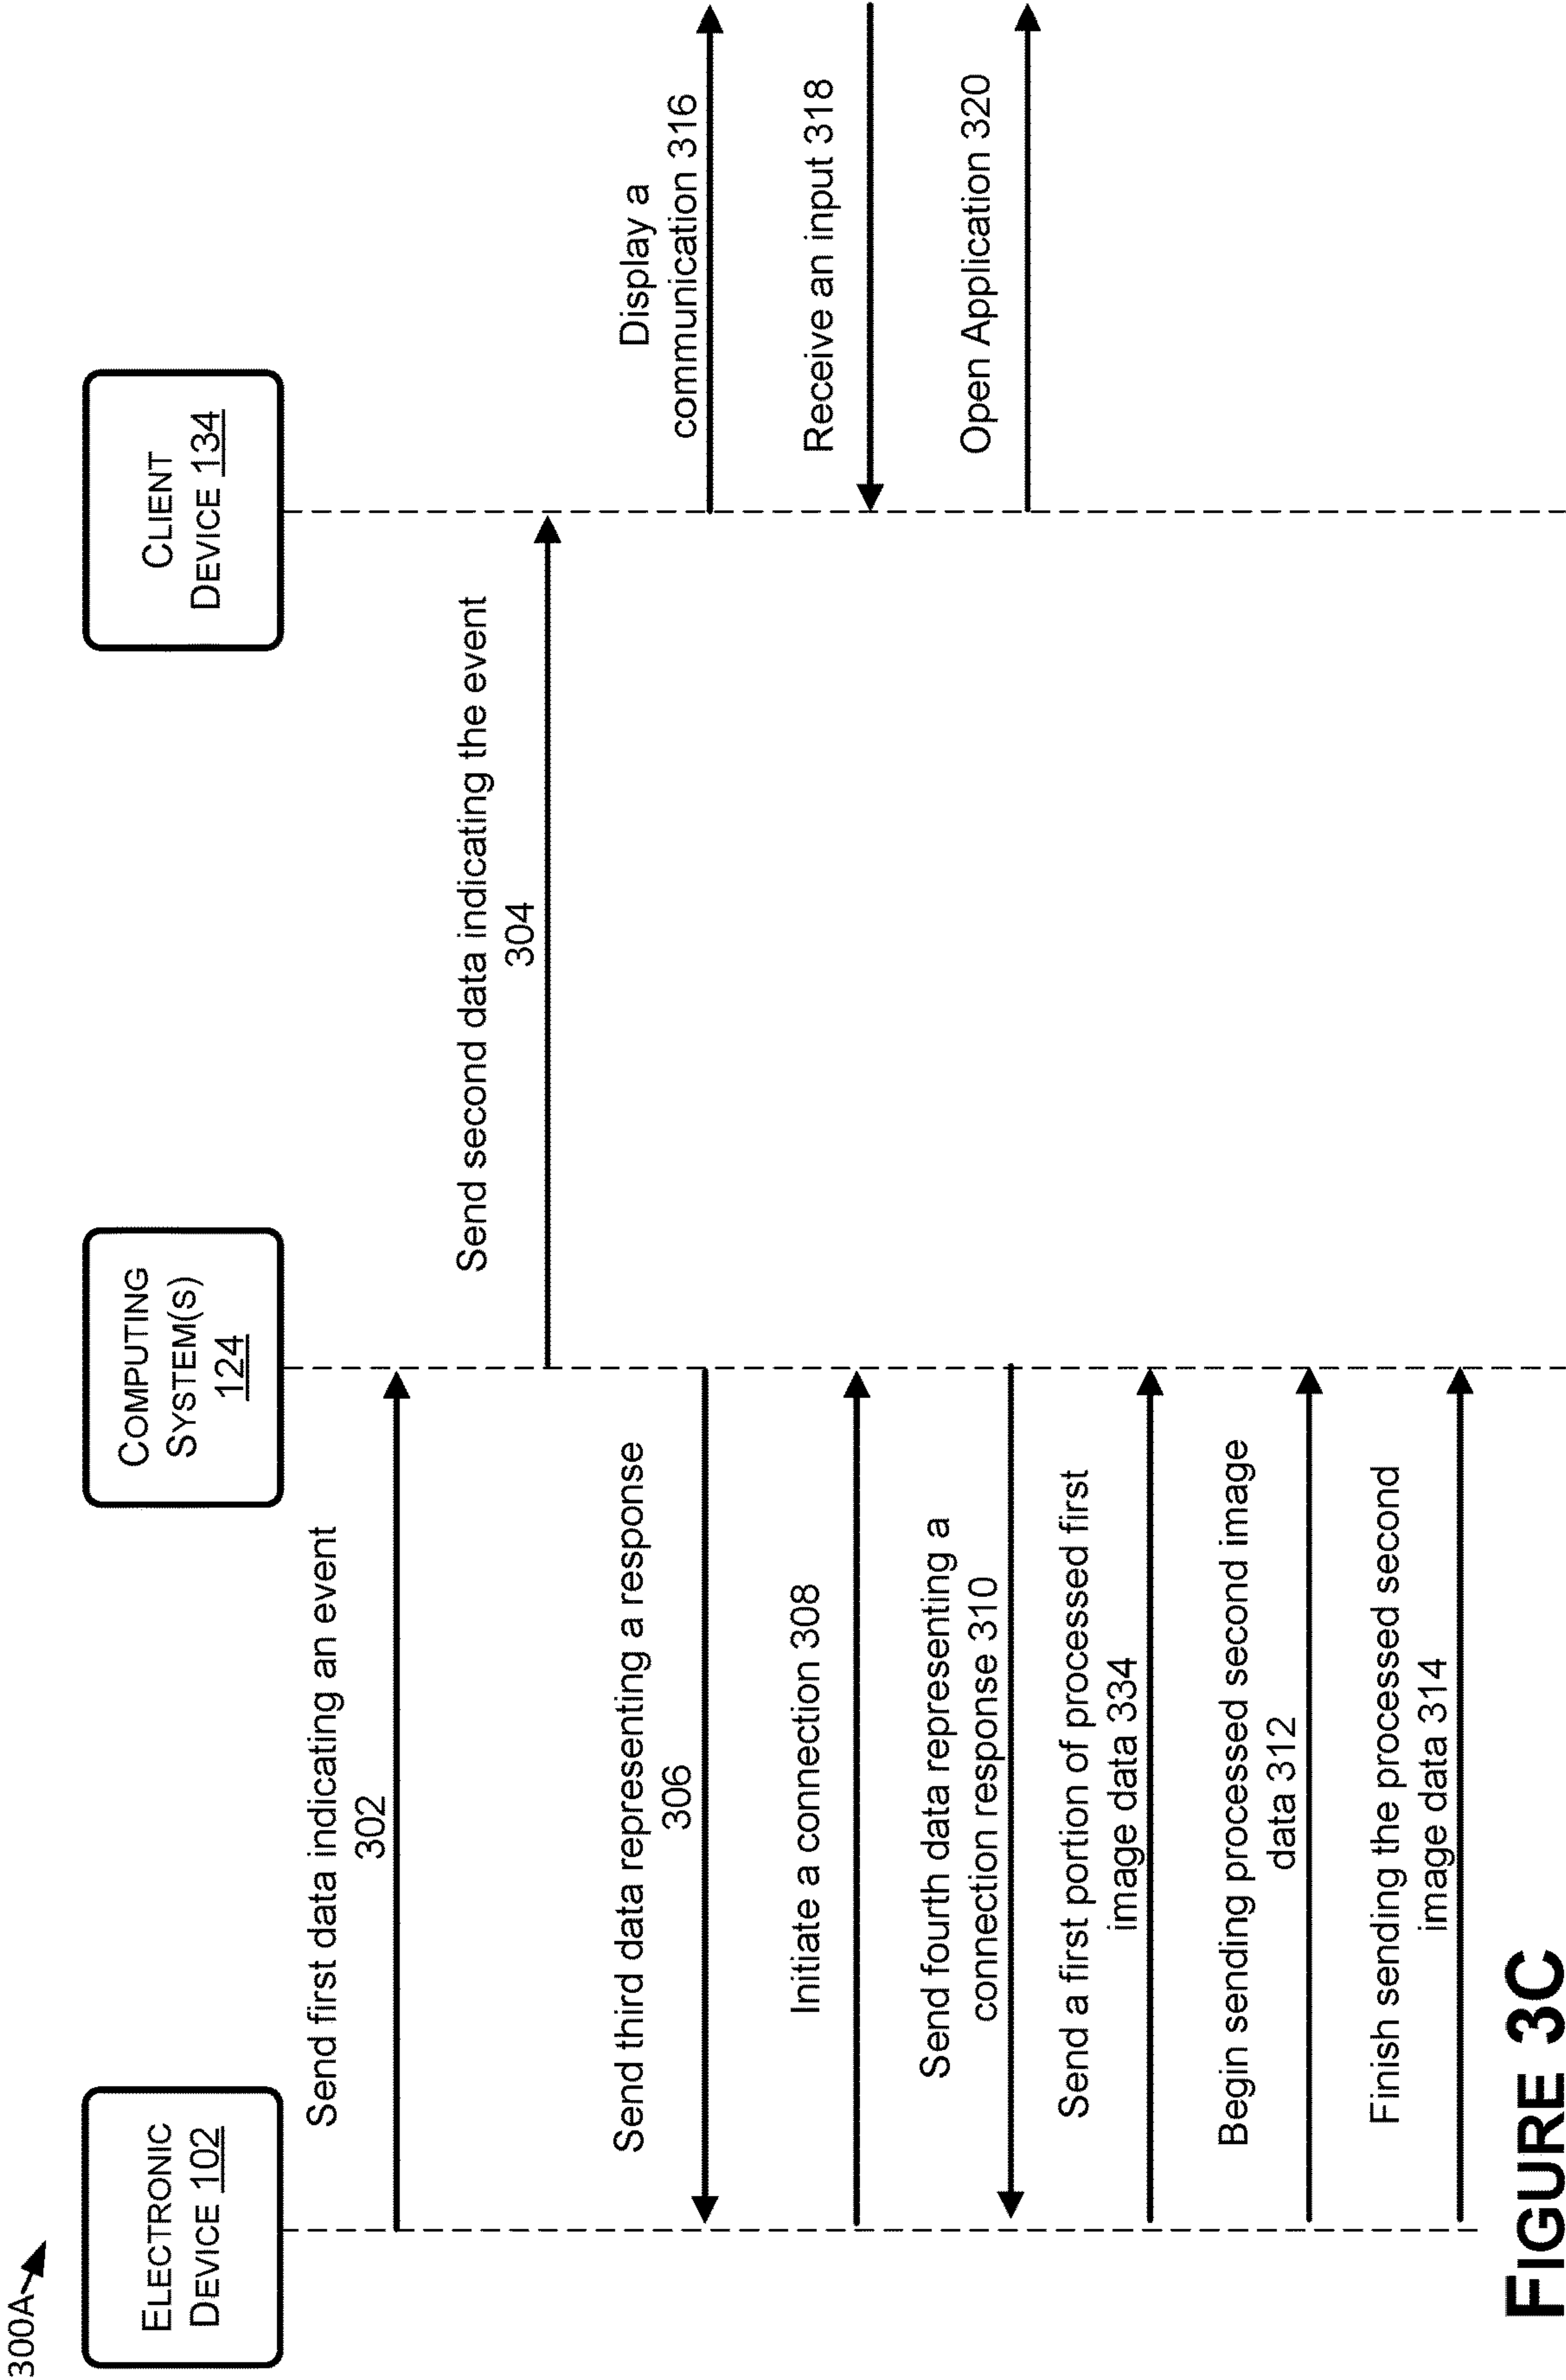 300A
ELECTRONIC
DEVICE 102
COMPUTING
SYSTEM(S)
124
CLIENT
DEVICE 134
Send first data indicating an event
302
Send second data indicating the event
304
Send third data representing a response
306
Display a
communication 316
Initiate a connection 308
Receive an input 318
Send fourth data representing a
connection response 310
Open Application 320
Send a first portion of processed first
image data 334
Begin sending processed second image
data 312
Finish sending the processed second
image data 314
FIGURE 3C